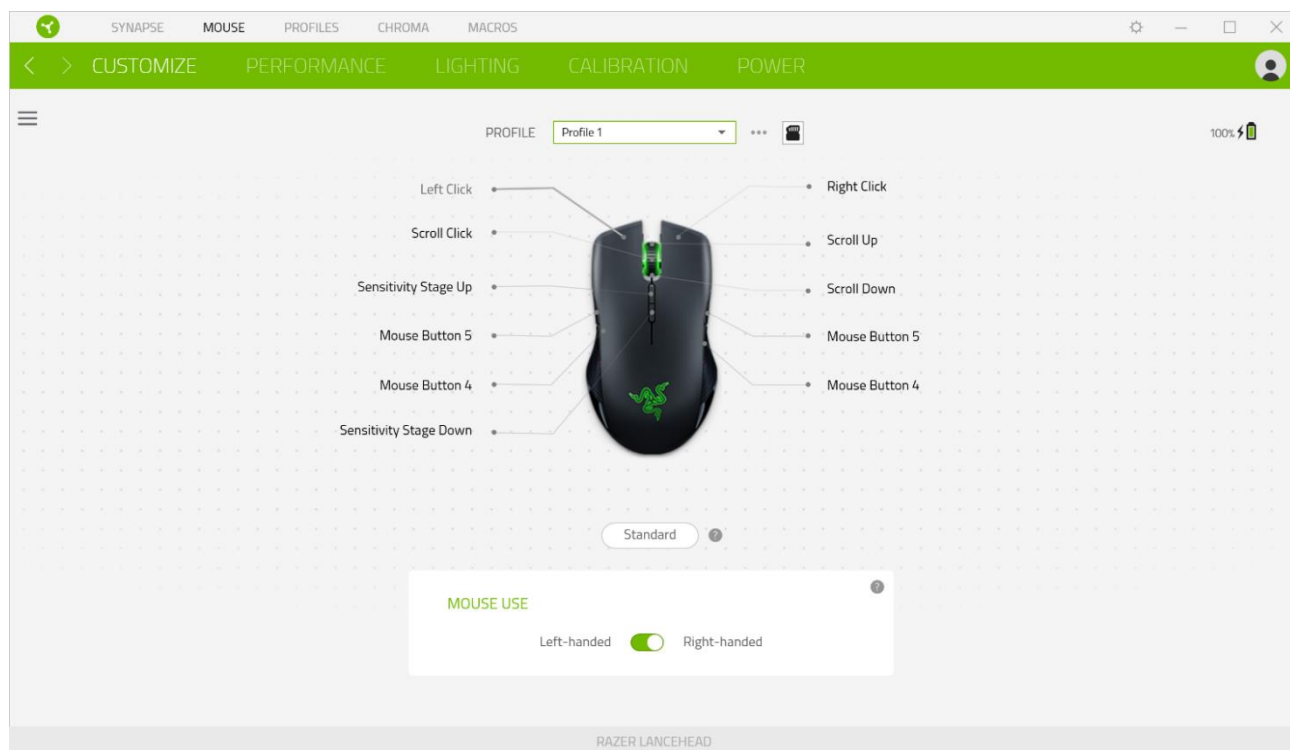 SYNAPSE MOUSE PROFILES CHROMA MACROS
CUSTOMIZE PERFORMANCE LIGHTING CALIBRATION POWER
PROFILE Profile 1 100%
Left Click Right Click
Scroll Click Scroll Up
Sensitivity Stage Up Scroll Down
Mouse Button 5 Mouse Button 5
Mouse Button 4 Mouse Button 4
Sensitivity Stage Down
Standard ?
?
MOUSE USE
Left-handed Right-handed
RAZER LANCEHEAD